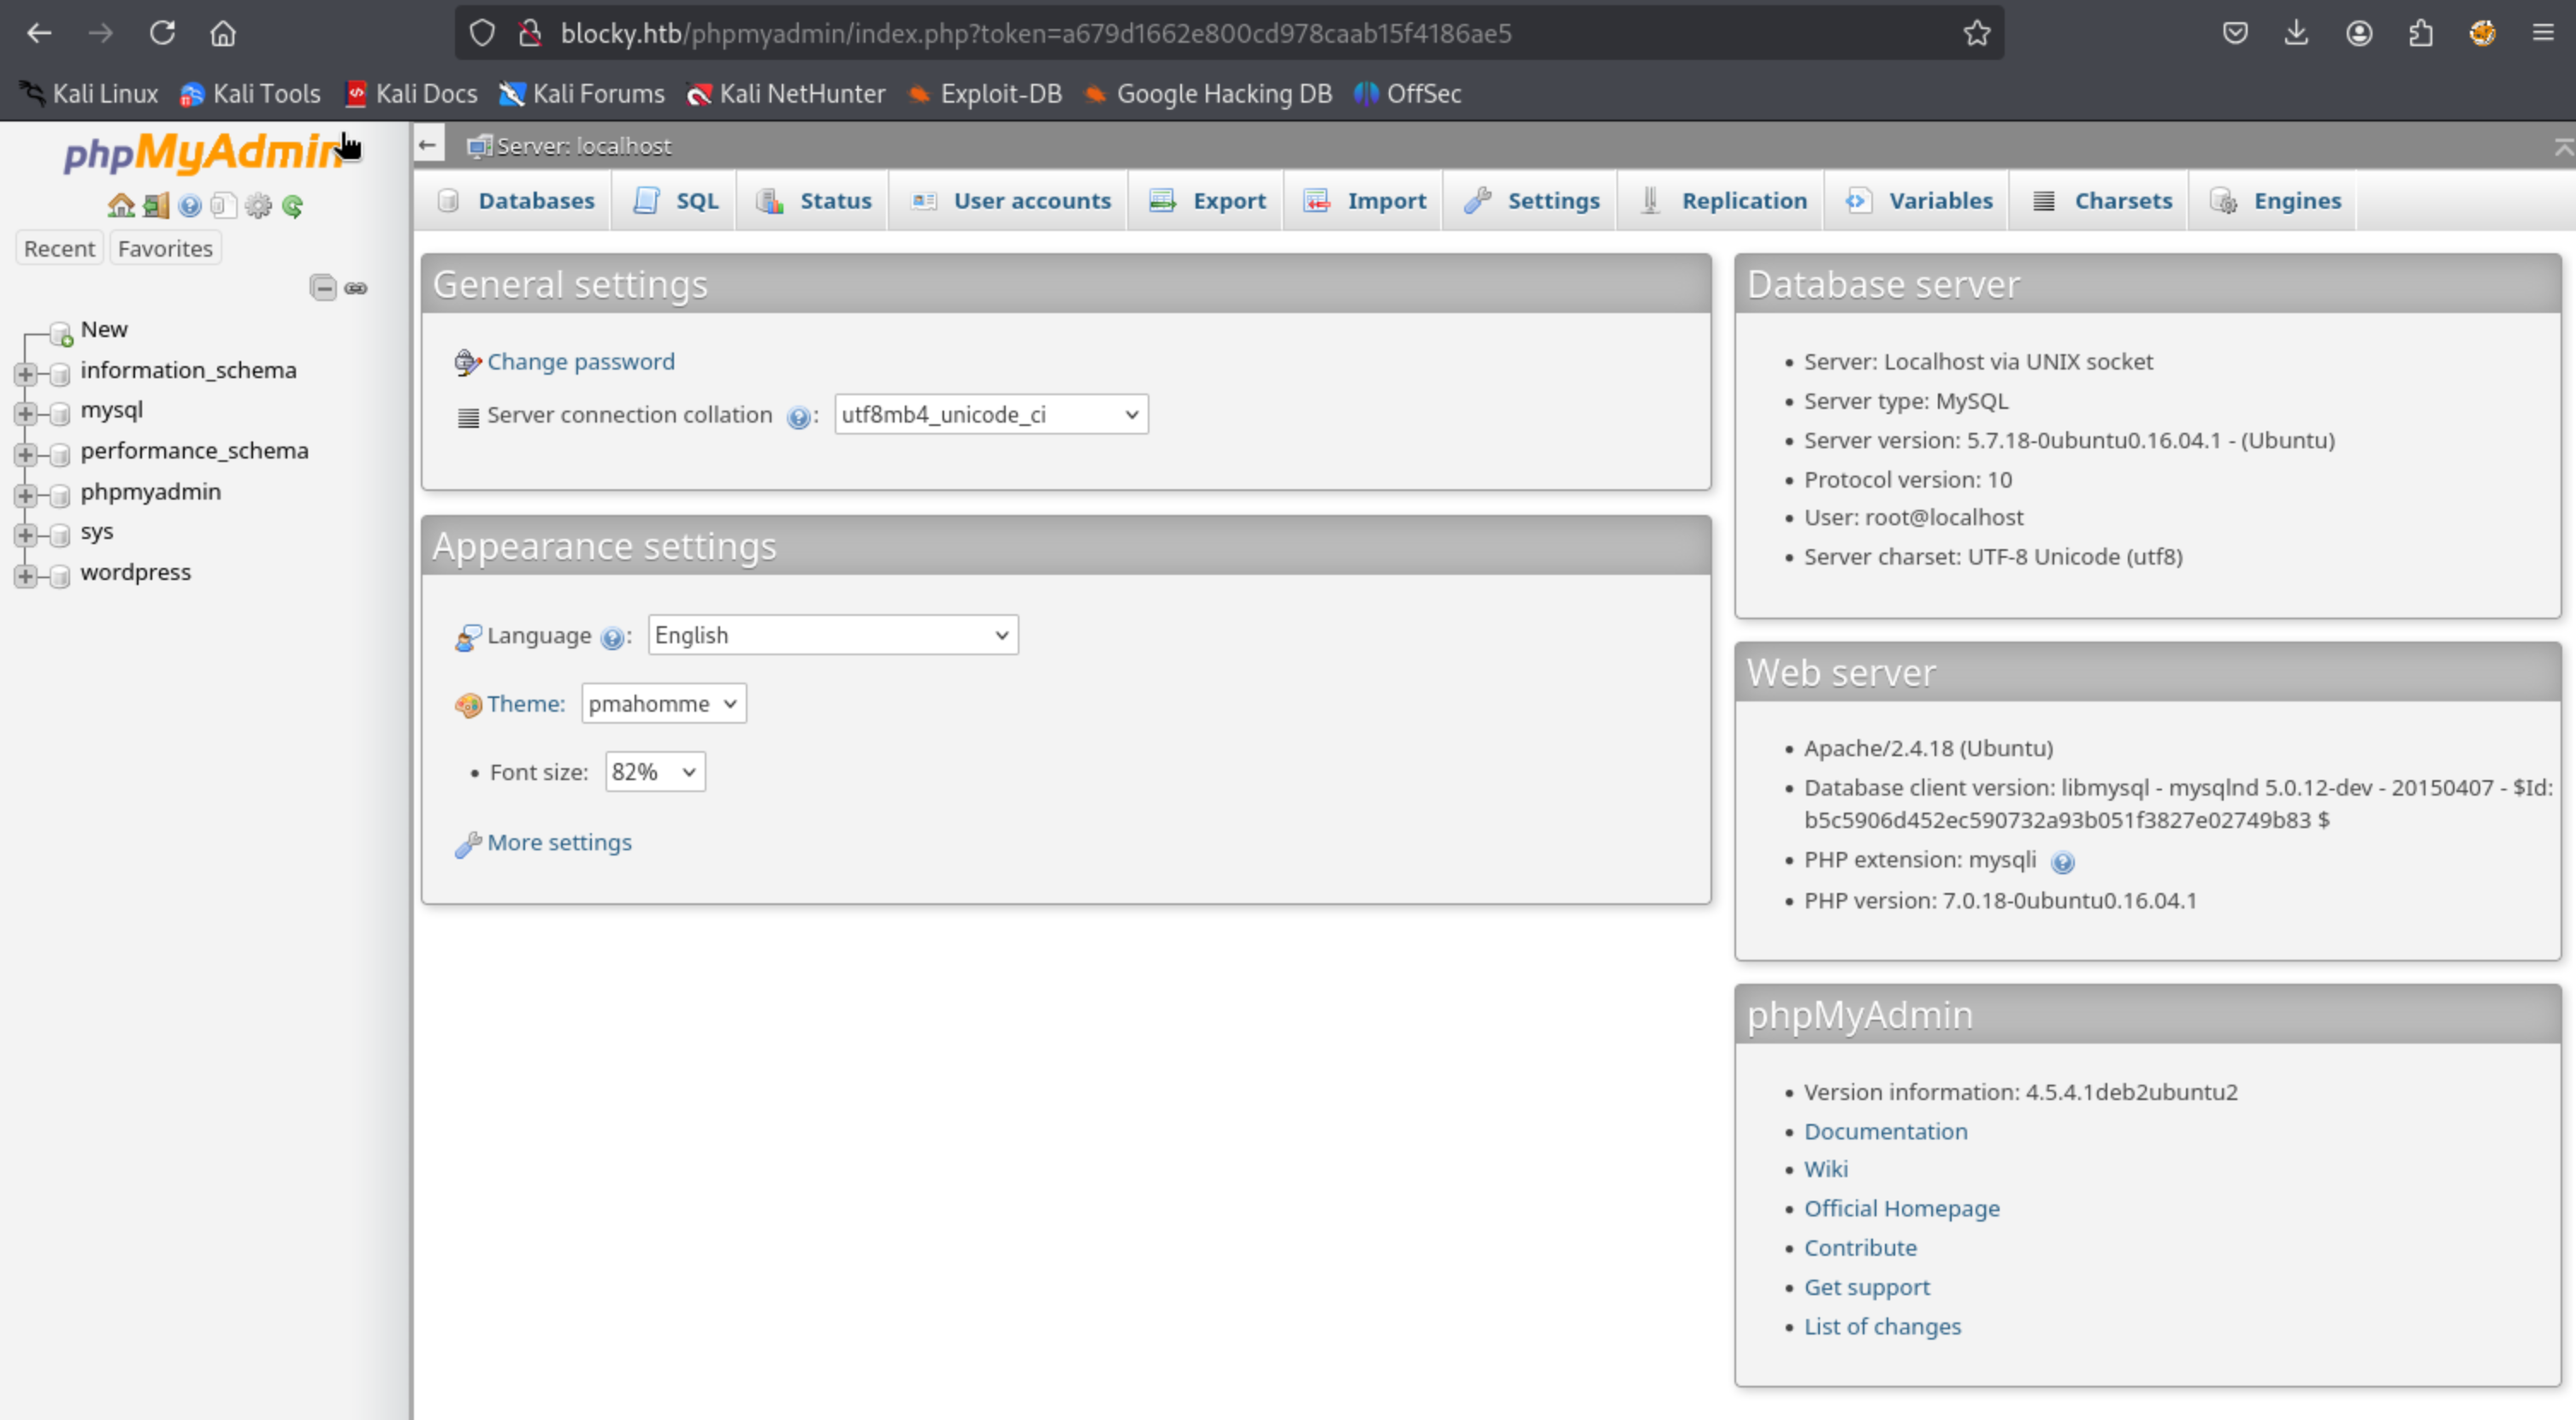 blocky.htb/phpmyadmin/index.php?token=a679d1662e800cd978caab15f4186ae5
Kali Linux Kali Tools Kali Docs Kali Forums Kali NetHunter Exploit-DB Google Hacking DB OffSec
phpMyAdmin
Server: localhost
Databases SQL Status User accounts Export Import Settings Replication Variables Charsets Engines
Recent Favorites
New
information_schema
mysql
performance_schema
phpmyadmin
sys
wordpress
General settings
Change password
Server connection collation : utf8mb4_unicode_ci
Appearance settings
Language : English
Theme: pmahomme
• Font size: 82%
More settings
Database server
• Server: Localhost via UNIX socket
• Server type: MySQL
• Server version: 5.7.18-0ubuntu0.16.04.1 - (Ubuntu)
• Protocol version: 10
• User: root@localhost
• Server charset: UTF-8 Unicode (utf8)
Web server
• Apache/2.4.18 (Ubuntu)
• Database client version: libmysql - mysqlnd 5.0.12-dev - 20150407 - $Id:
b5c5906d452ec590732a93b051f3827e02749b83 $
• PHP extension: mysqli
• PHP version: 7.0.18-0ubuntu0.16.04.1
phpMyAdmin
• Version information: 4.5.4.1deb2ubuntu2
• Documentation
• Wiki
• Official Homepage
• Contribute
• Get support
• List of changes